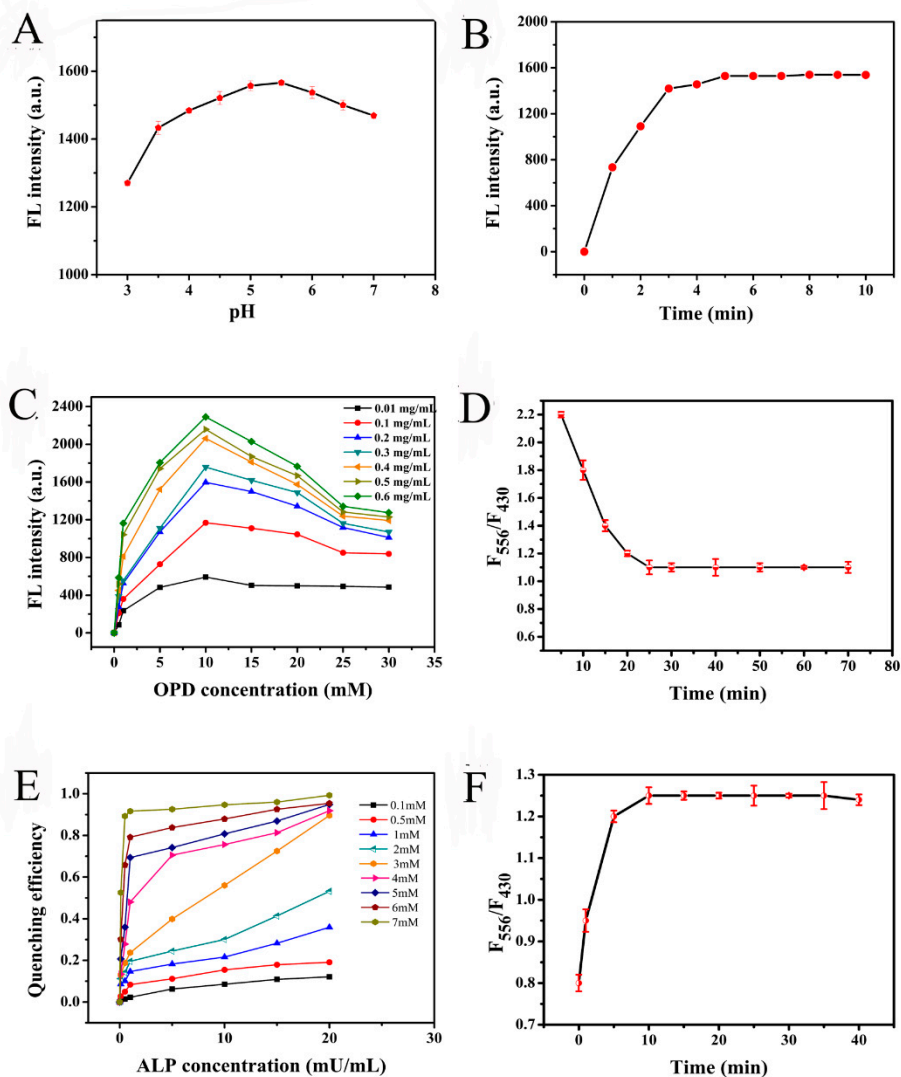 A
FL intensity (a.u.)
1600
1400
1200
1000
3 4 5 6 7 8
pH
B
FL intensity (a.u.)
2000
1600
1200
800
400
0
0 2 4 6 8 10
Time (min)
C
FL intensity (a.u.)
2400
2000
1600
1200
800
400
0
0 5 10 15 20 25 30 35
OPD concentration (mM)
0.01 mg/mL
0.1 mg/mL
0.2 mg/mL
0.3 mg/mL
0.4 mg/mL
0.5 mg/mL
0.6 mg/mL
D
F556/F430
2.2
2.0
1.8
1.6
1.4
1.2
1.0
0.8
0.6
10 20 30 40 50 60 70 80
Time (min)
E
Quenching efficiency
1.0
0.8
0.6
0.4
0.2
0.0
0 10 20 30
ALP concentration (mU/mL)
0.1mM
0.5mM
1mM
2mM
3mM
4mM
5mM
6mM
7mM
F
F556/F430
1.3
1.2
1.1
1.0
0.9
0.8
0.7
0 10 20 30 40
Time (min)